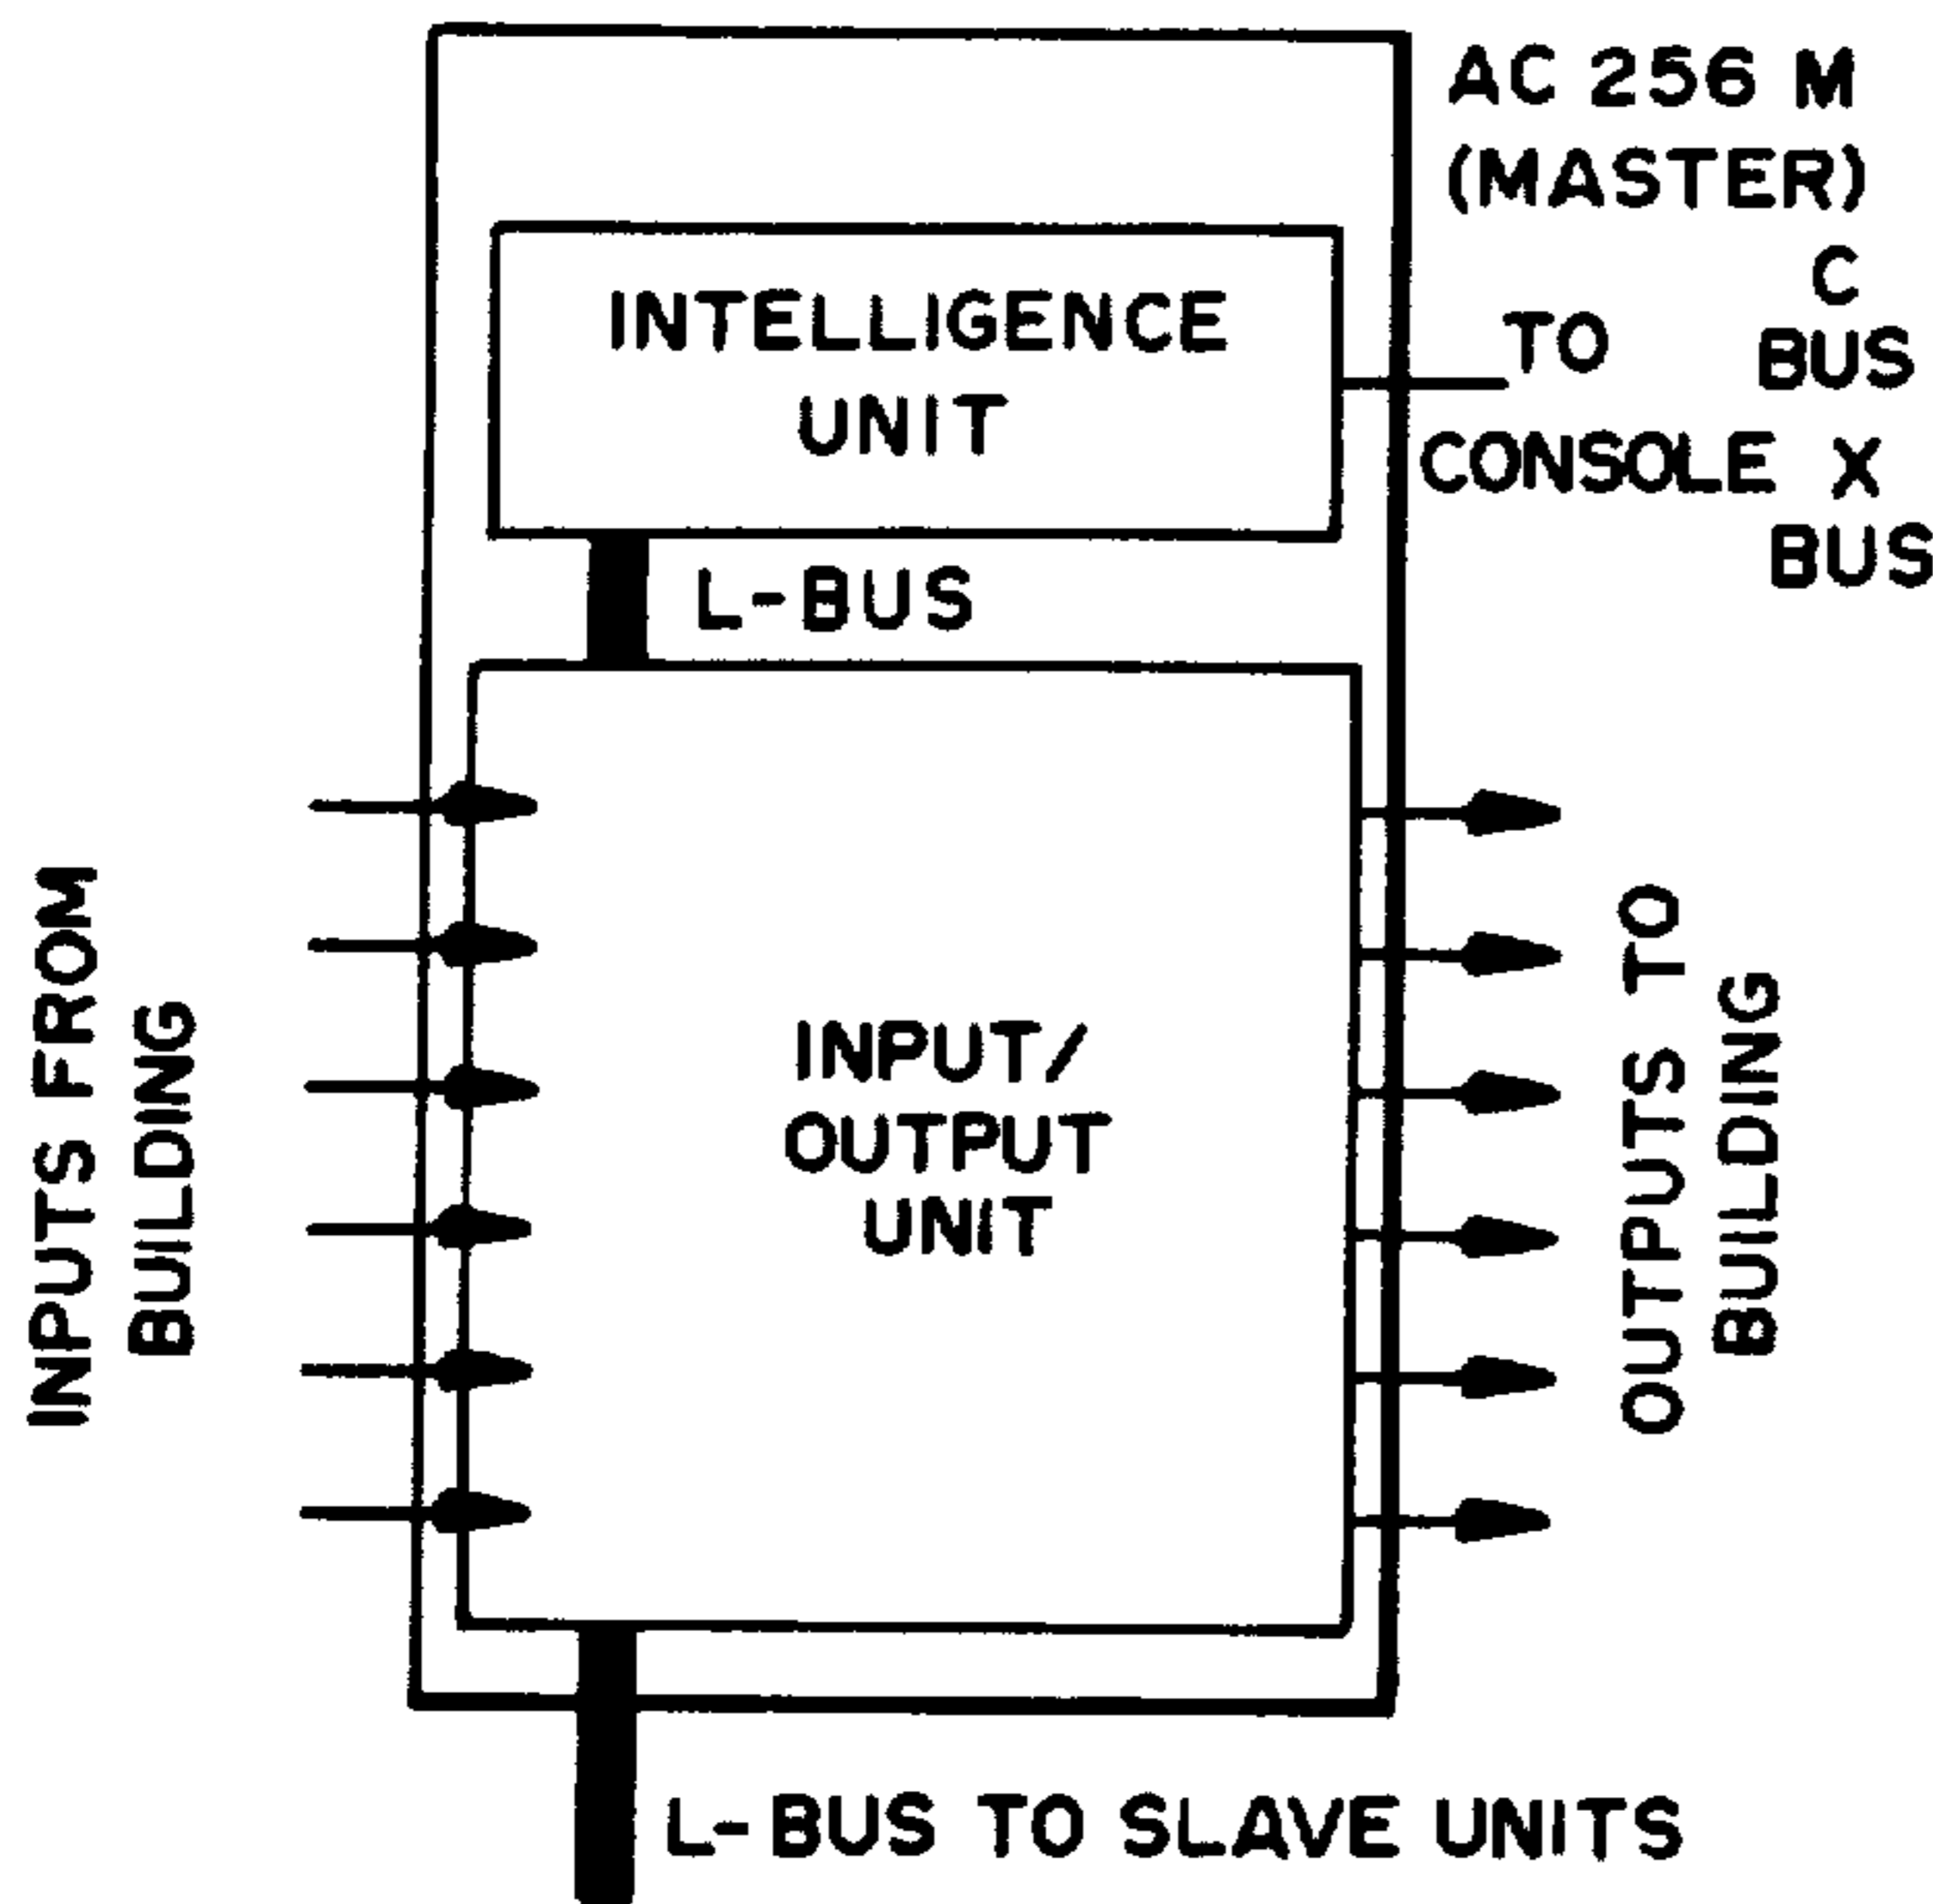 AC 256 M
(MASTER)
C
TO BUS
CONSOLE X
BUS
INTELLIGENCE
UNIT
L-BUS
INPUTS FROM
BUILDING
INPUT/
OUTPUT
UNIT
OUTPUTS TO
BUILDING
L-BUS TO SLAVE UNITS